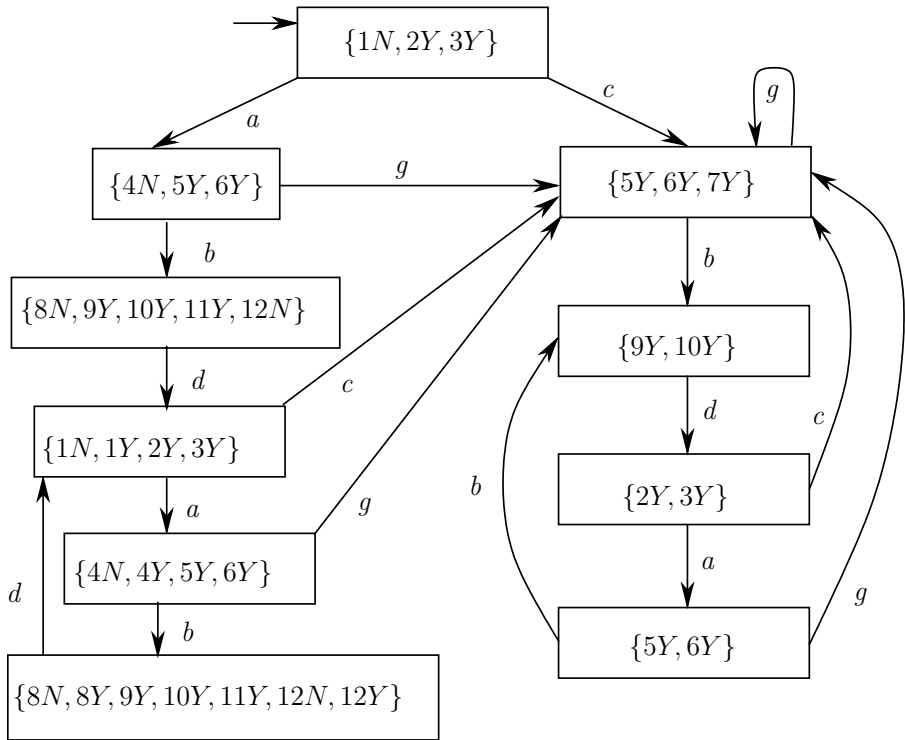 {1N, 2Y, 3Y}
a
c
g
{4N, 5Y, 6Y}
g
{5Y, 6Y, 7Y}
b
b
{8N, 9Y, 10Y, 11Y, 12N}
{9Y, 10Y}
d
c
d
c
{1N, 1Y, 2Y, 3Y}
{2Y, 3Y}
b
g
a
a
{4N, 4Y, 5Y, 6Y}
d
g
b
{5Y, 6Y}
{8N, 8Y, 9Y, 10Y, 11Y, 12N, 12Y}